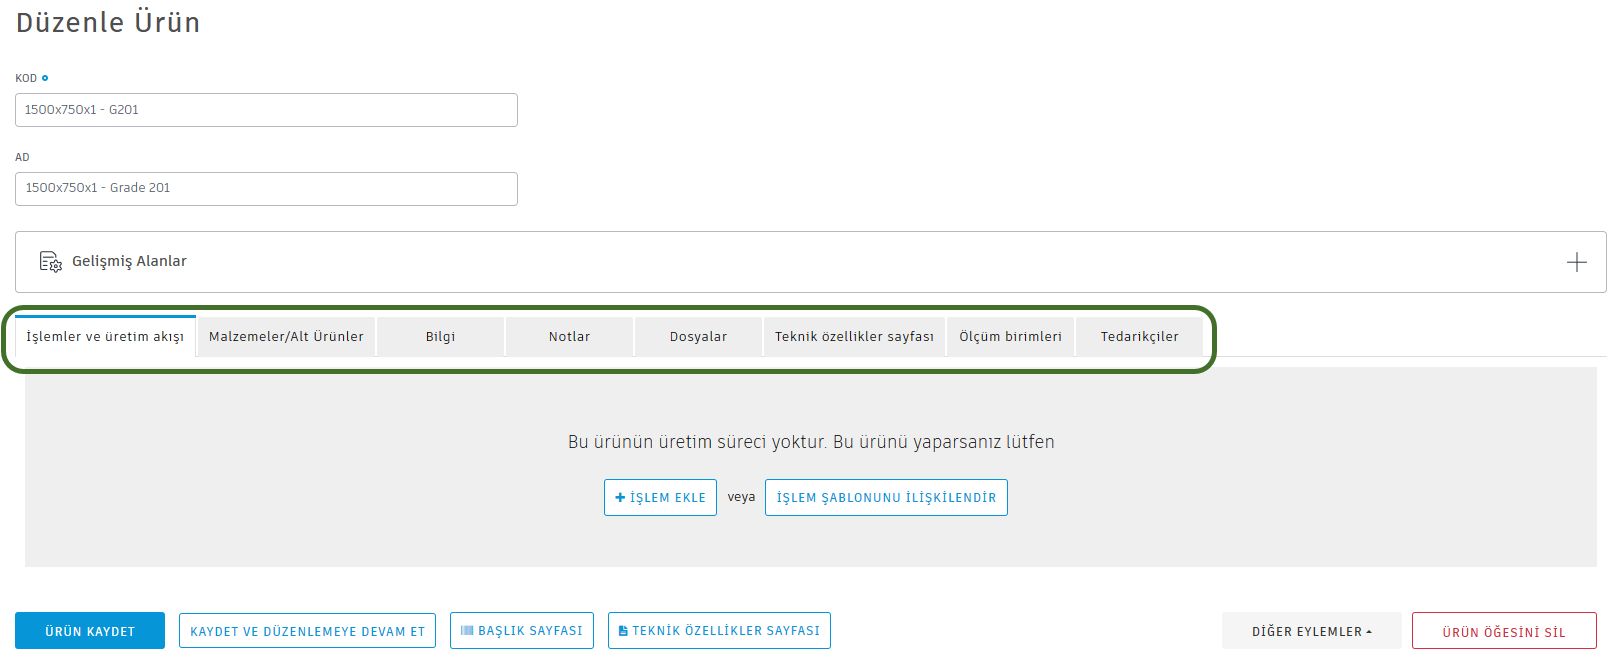 Düzenle Ürün
KOD
1500x750x1 - G201
AD
1500x750x1 - Grade 201
Gelişmiş Alanlar
İşlemler ve üretim akışı Malzemeler/Alt Ürünler Bilgi Notlar Dosyalar Teknik özellikler sayfası Ölçüm birimleri Tedarikçiler
Bu ürünün üretim süreci yoktur. Bu ürünü yaparsanız lütfen
İŞLEM EKLE veya İŞLEM ŞABLONUNU İLİŞKİLENDİR
ÜRÜN KAYDET KAYDET VE DÜZENLEMEYE DEVAM ET BAŞLIK SAYFASI TEKNİK ÖZELLİKLER SAYFASI DİĞER EYLEMLER ÜRÜN ÖĞESİNİ SİL